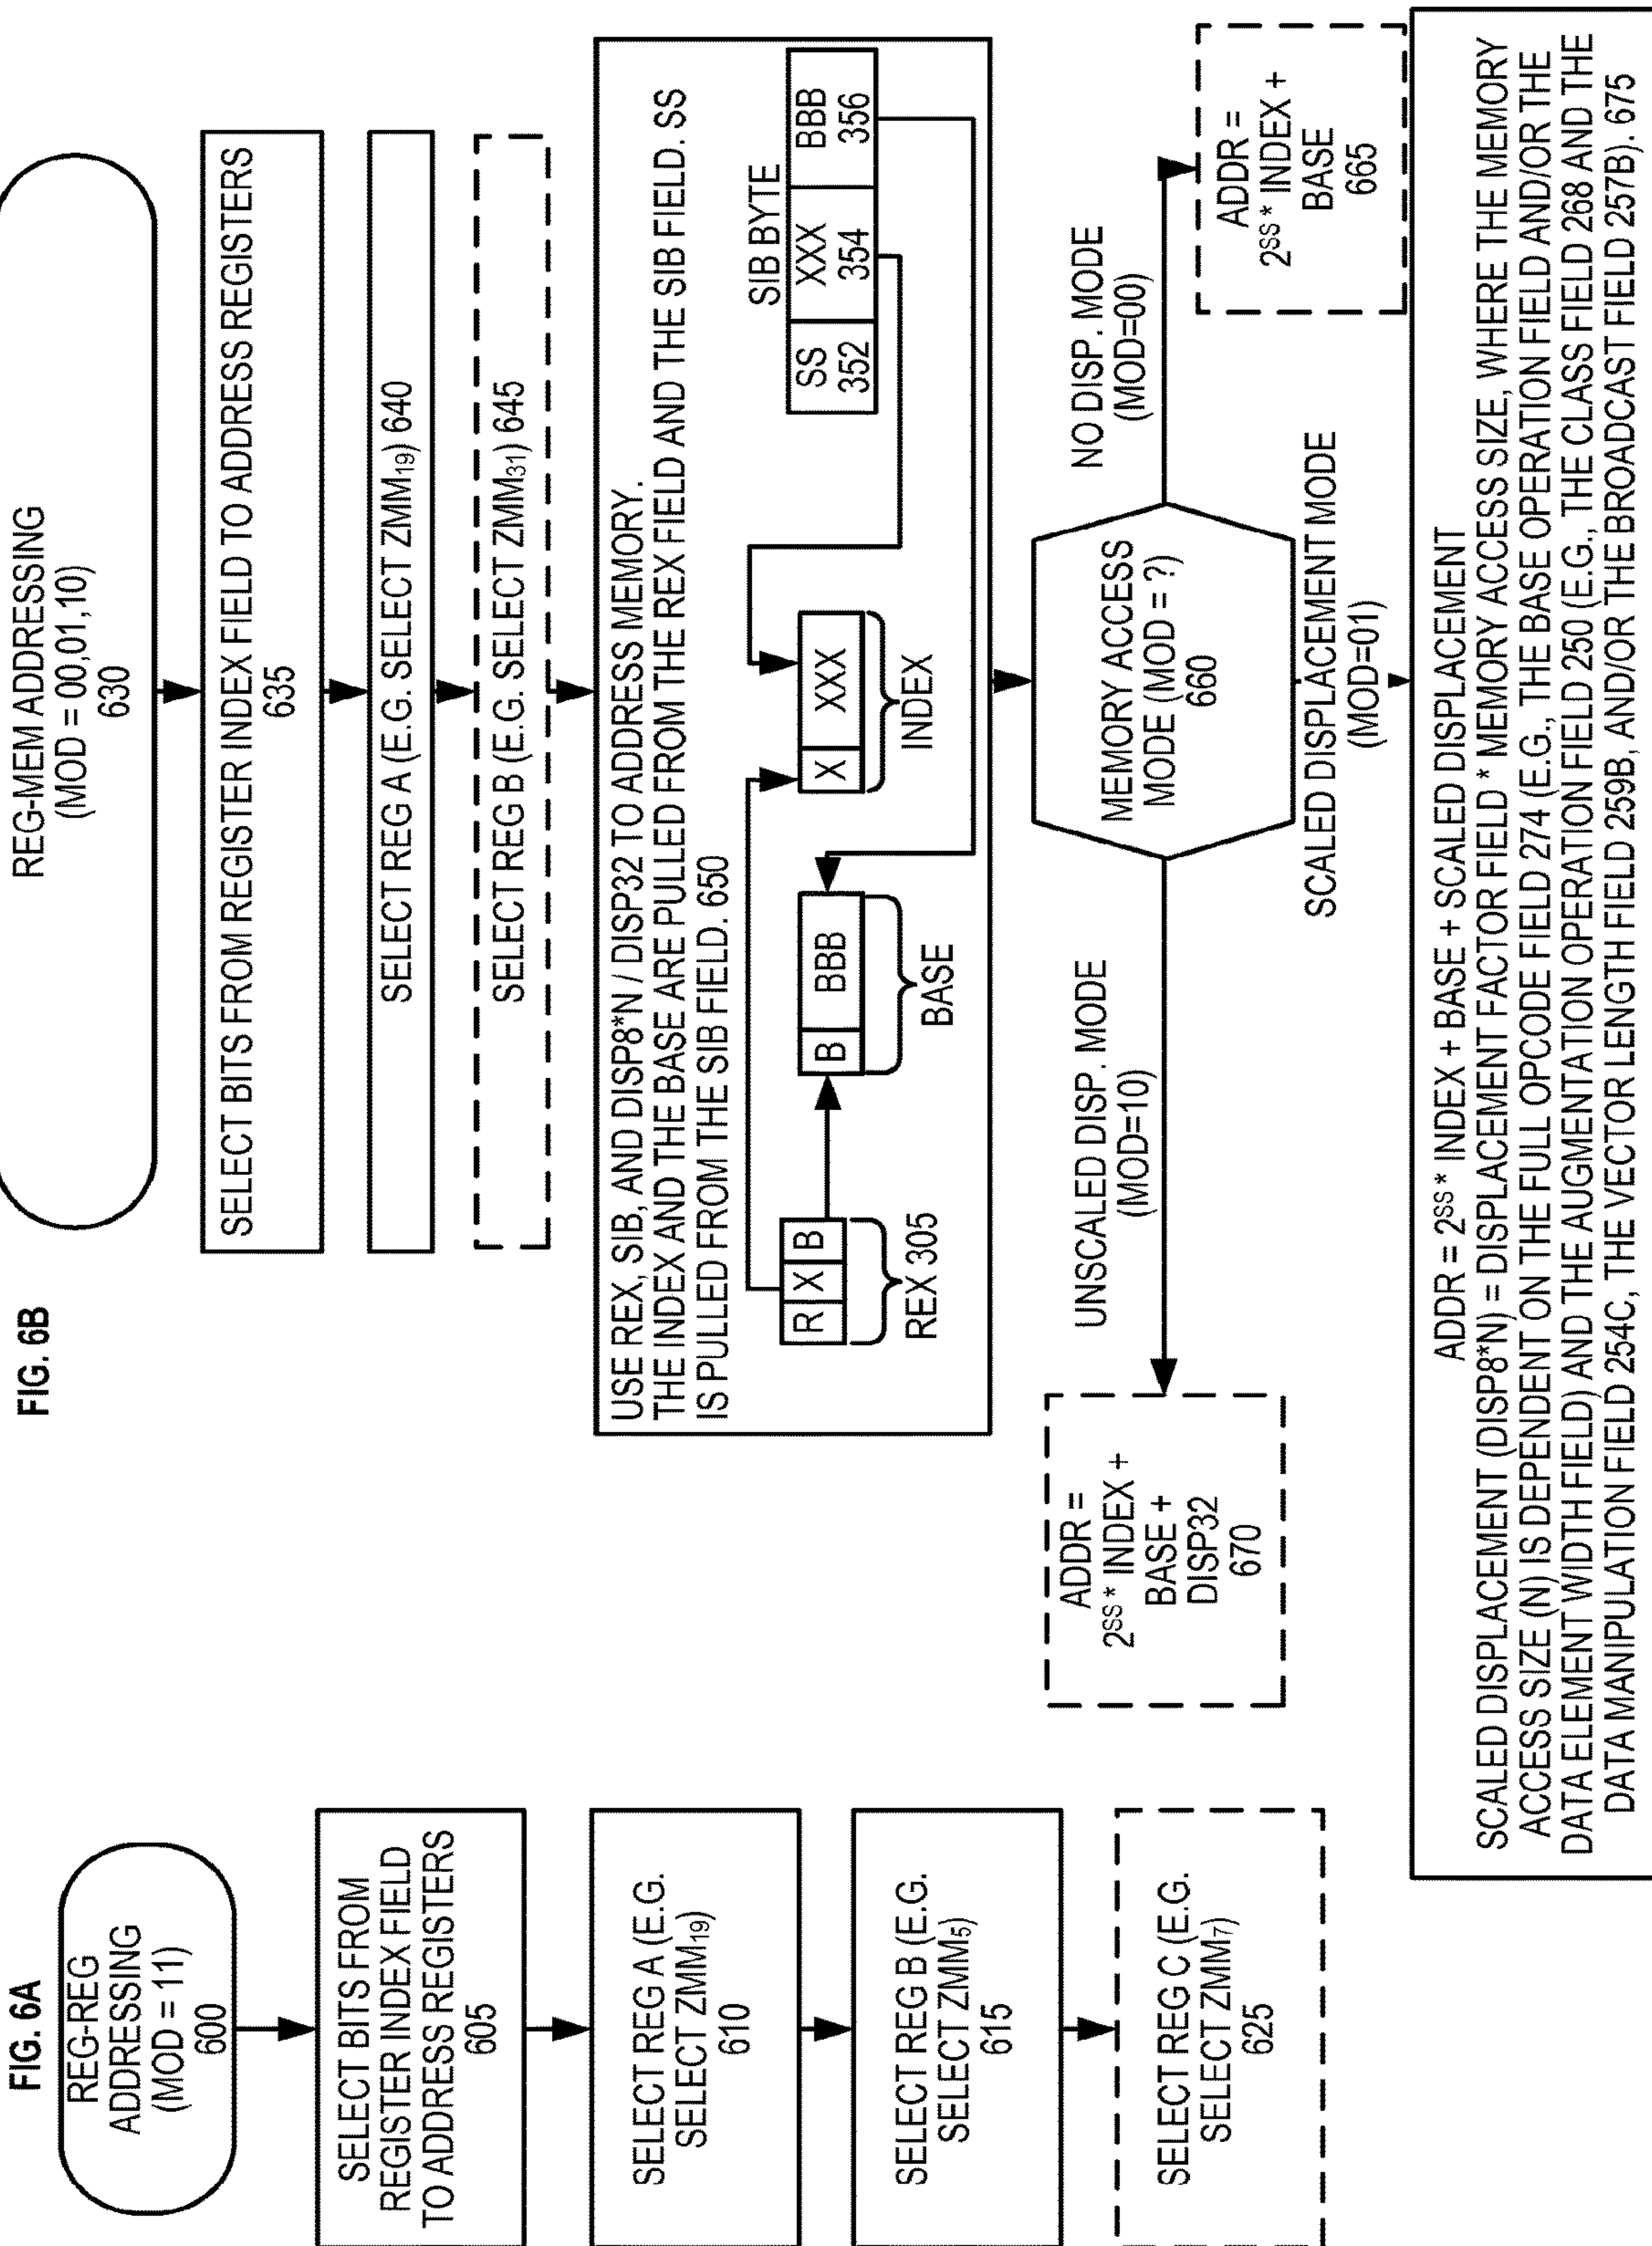 FIG. 6A
REG-REG
ADDRESSING
(MOD = 11)
600
SELECT BITS FROM
REGISTER INDEX FIELD
TO ADDRESS REGISTERS
605
SELECT REG A (E.G.
SELECT ZMM19)
610
SELECT REG B (E.G.
SELECT ZMM5)
615
SELECT REG C (E.G.
SELECT ZMM7)
625
FIG. 6B
REG-MEM ADDRESSING
(MOD = 00,01,10)
630
SELECT BITS FROM REGISTER INDEX FIELD TO ADDRESS REGISTERS
635
SELECT REG A (E.G. SELECT ZMM19) 640
SELECT REG B (E.G. SELECT ZMM31) 645
USE REX, SIB, AND DISP8*N / DISP32 TO ADDRESS MEMORY.
THE INDEX AND THE BASE ARE PULLED FROM THE REX FIELD AND THE SIB FIELD. SS
IS PULLED FROM THE SIB FIELD. 650
SIB BYTE
SS XXX BBB
352 354 356
R X B
REX 305
B BBB
BASE
X XXX
INDEX
MEMORY ACCESS
MODE (MOD = ?)
660
UNSCALED DISP. MODE
(MOD=10)
NO DISP. MODE
(MOD=00)
SCALED DISPLACEMENT MODE
(MOD=01)
ADDR =
2^SS * INDEX +
BASE +
DISP32
670
ADDR =
2^SS * INDEX +
BASE
665
ADDR = 2^SS * INDEX + BASE + SCALED DISPLACEMENT
SCALED DISPLACEMENT (DISP8*N) = DISPLACEMENT FACTOR FIELD * MEMORY ACCESS SIZE, WHERE THE MEMORY
ACCESS SIZE (N) IS DEPENDENT ON THE FULL OPCODE FIELD 274 (E.G., THE BASE OPERATION FIELD AND/OR THE
DATA ELEMENT WIDTH FIELD) AND THE AUGMENTATION OPERATION FIELD 250 (E.G., THE CLASS FIELD 268 AND THE
DATA MANIPULATION FIELD 254C, THE VECTOR LENGTH FIELD 259B, AND/OR THE BROADCAST FIELD 257B). 675